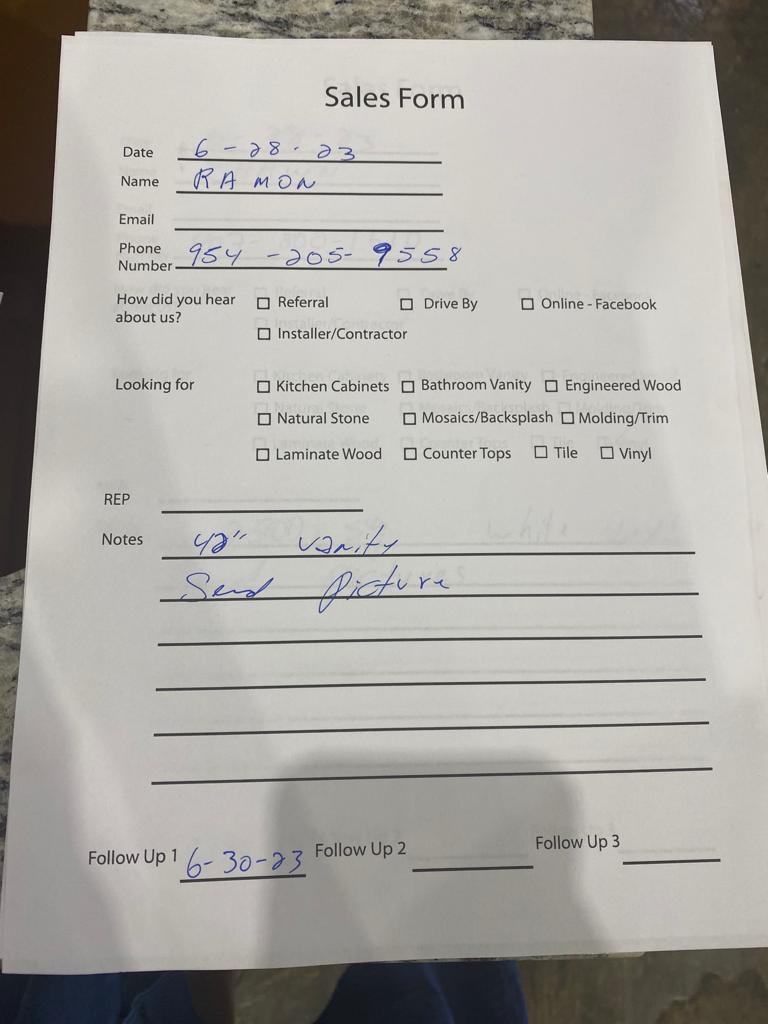 Sales Form
Date 6-28-23
Name RAMON
Email
Phone Number 954-205-9558
How did you hear about us? ☐ Referral ☐ Drive By ☐ Online - Facebook
☐ Installer/Contractor
Looking for ☐ Kitchen Cabinets ☐ Bathroom Vanity ☐ Engineered Wood
☐ Natural Stone ☐ Mosaics/Backsplash ☐ Molding/Trim
☐ Laminate Wood ☐ Counter Tops ☐ Tile ☐ Vinyl
REP
Notes 42" vanity
Send Picture
Follow Up 1 6-30-23 Follow Up 2 Follow Up 3